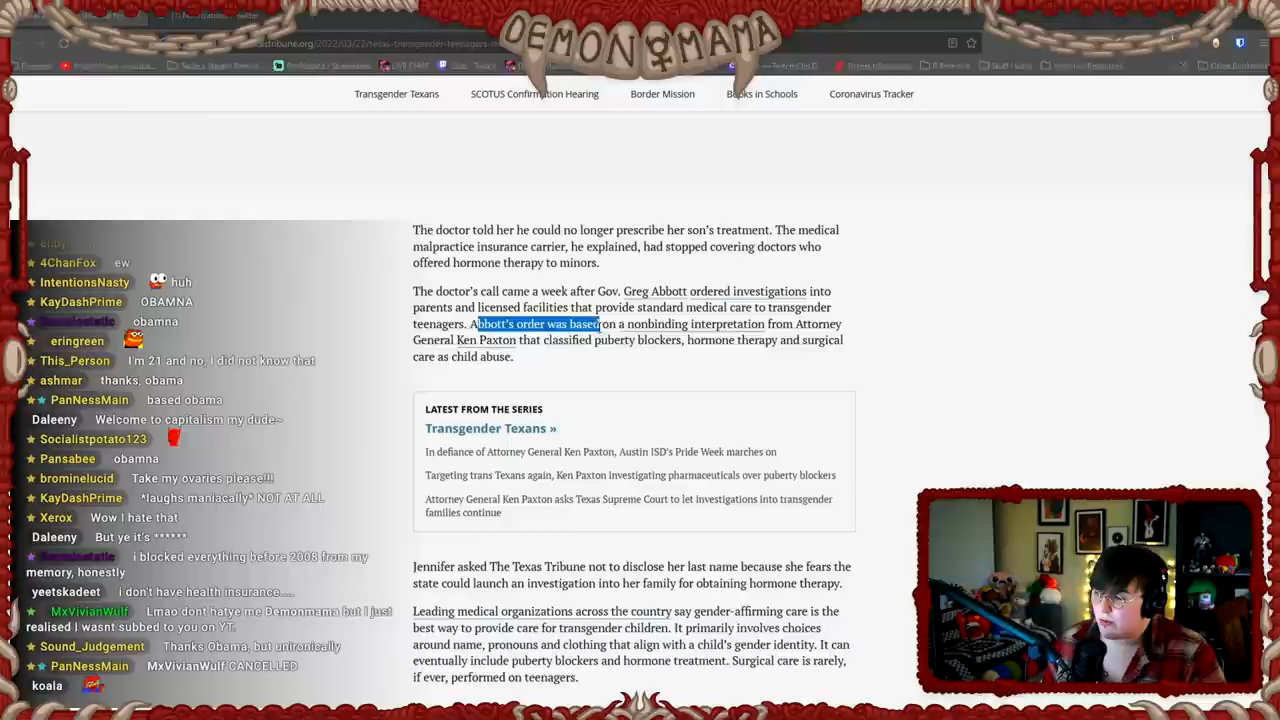 DEMON MAMA
distribune.org/2022/03/22/texas-transgender-teenagers-m
LIVE CHAT
Transgender Texans SCOTUS Confirmation Hearing Border Mission Books in Schools Coronavirus Tracker
The doctor told her he could no longer prescribe her son's treatment. The medical
malpractice insurance carrier, he explained, had stopped covering doctors who
offered hormone therapy to minors.
The doctor's call came a week after Gov. Greg Abbott ordered investigations into
parents and licensed facilities that provide standard medical care to transgender
teenagers. Abbott's order was based on a nonbinding interpretation from Attorney
General Ken Paxton that classified puberty blockers, hormone therapy and surgical
care as child abuse.
LATEST FROM THE SERIES
Transgender Texans »
In defiance of Attorney General Ken Paxton, Austin ISD's Pride Week marches on
Targeting trans Texans again, Ken Paxton investigating pharmaceuticals over puberty blockers
Attorney General Ken Paxton asks Texas Supreme Court to let investigations into transgender
families continue
Jennifer asked The Texas Tribune not to disclose her last name because she fears the
state could launch an investigation into her family for obtaining hormone therapy.
Leading medical organizations across the country say gender-affirming care is the
best way to provide care for transgender children. It primarily involves choices
around name, pronouns and clothing that align with a child's gender identity. It can
eventually include puberty blockers and hormone treatment. Surgical care is rarely,
if ever, performed on teenagers.
4ChanFox ew
IntentionsNasty huh
KayDashPrime OBAMNA
obamna
eringreen
This_Person I'm 21 and no, I did not know that
ashmar thanks, obama
PanNessMain based obama
Daleeny Welcome to capitalism my dude~
Socialistpotato123
Pansabee obamna
brominelucid Take my ovaries please!!!
KayDashPrime *laughs maniacally* NOT AT ALL
Xerox Wow I hate that
Daleeny But ye it's ******
i blocked everything before 2008 from my
memory, honestly
yeetskadeet i don't have health insurance.....
MxVivianWulf Lmao dont hatye me Demonmama but I just
realised I wasnt subbed to you on YT.
Sound_Judgement Thanks Obama, but unironically
PanNessMain MxVivianWulf CANCELLED
koala